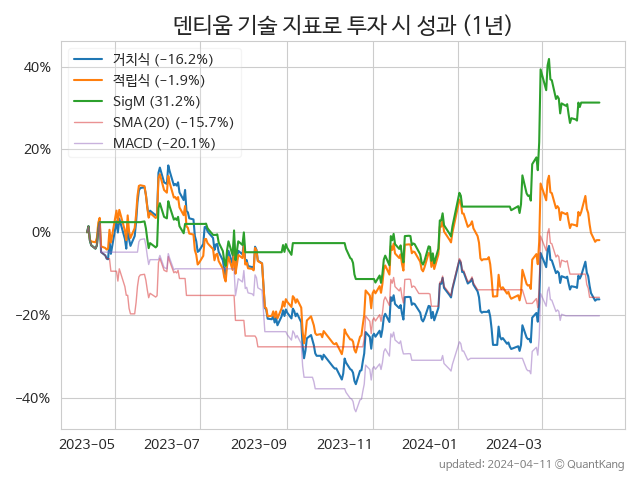 덴티움 기술 지표로 투자 시 성과 (1년)
거치식 (−16.2%)
적립식 (−1.9%)
SigM (31.2%)
SMA(20) (−15.7%)
MACD (−20.1%)
40%
20%
0%
−20%
−40%
2023-05 2023-07 2023-09 2023-11 2024-01 2024-03
updated: 2024-04-11 © QuantKang